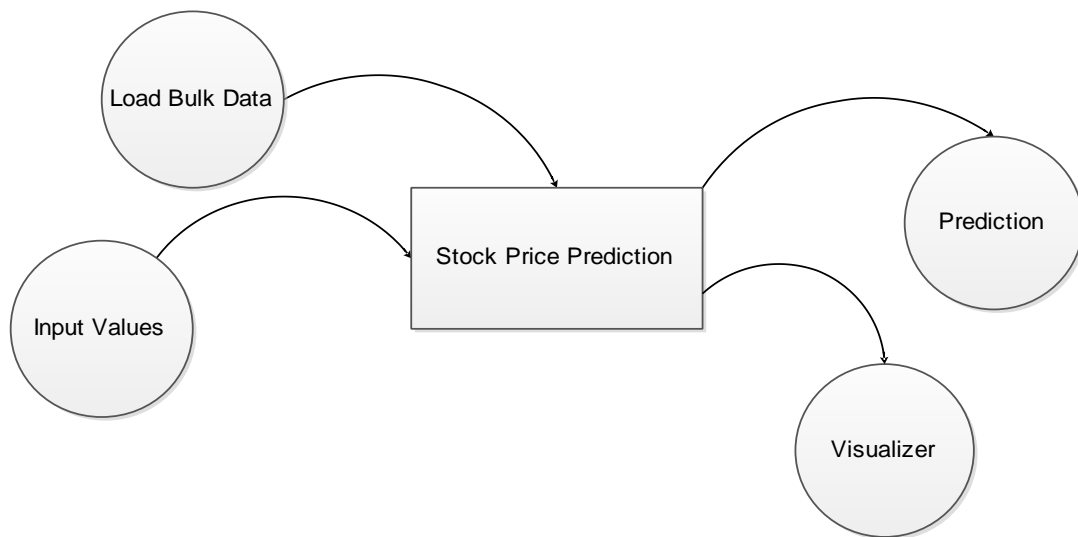 Load Bulk Data
Input Values
Stock Price Prediction
Prediction
Visualizer